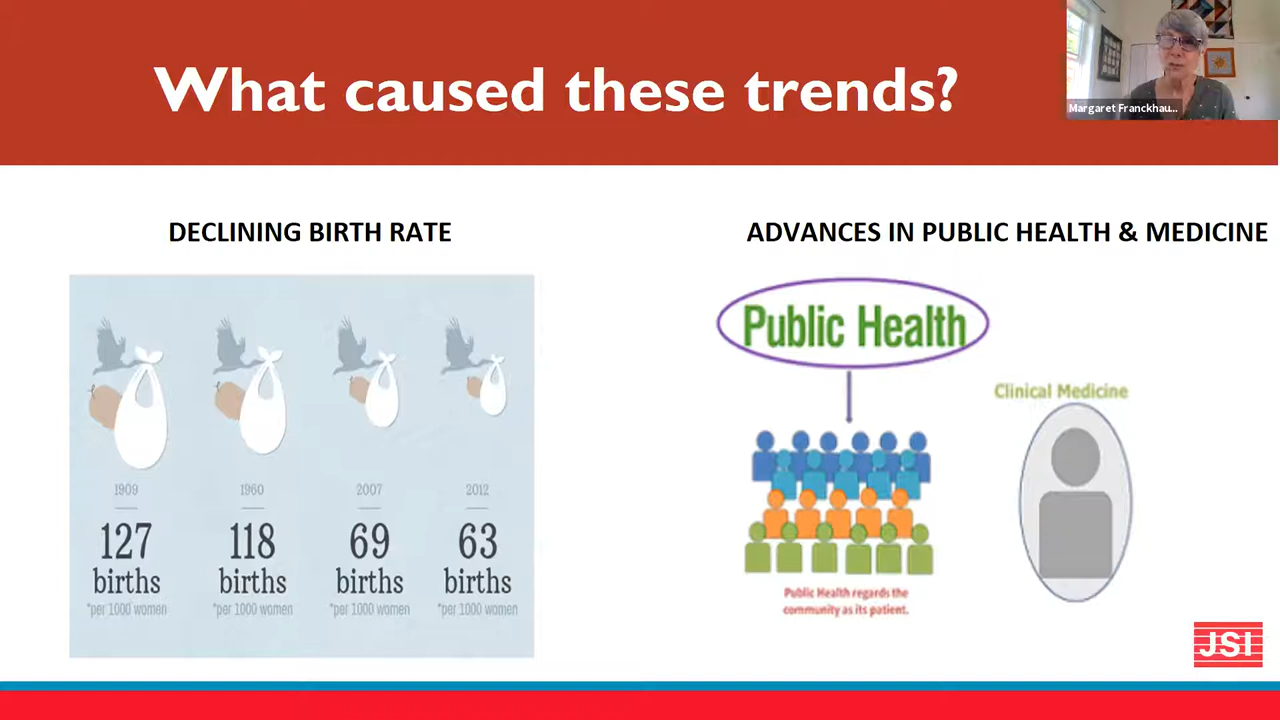 What caused these trends?
Margaret Franckhau...
DECLINING BIRTH RATE
1909
127
births
*per 1000 women
1960
118
births
*per 1000 women
2007
69
births
*per 1000 women
2012
63
births
*per 1000 women
ADVANCES IN PUBLIC HEALTH & MEDICINE
Public Health
Clinical Medicine
Public Health regards the
community as its patient.
JSI